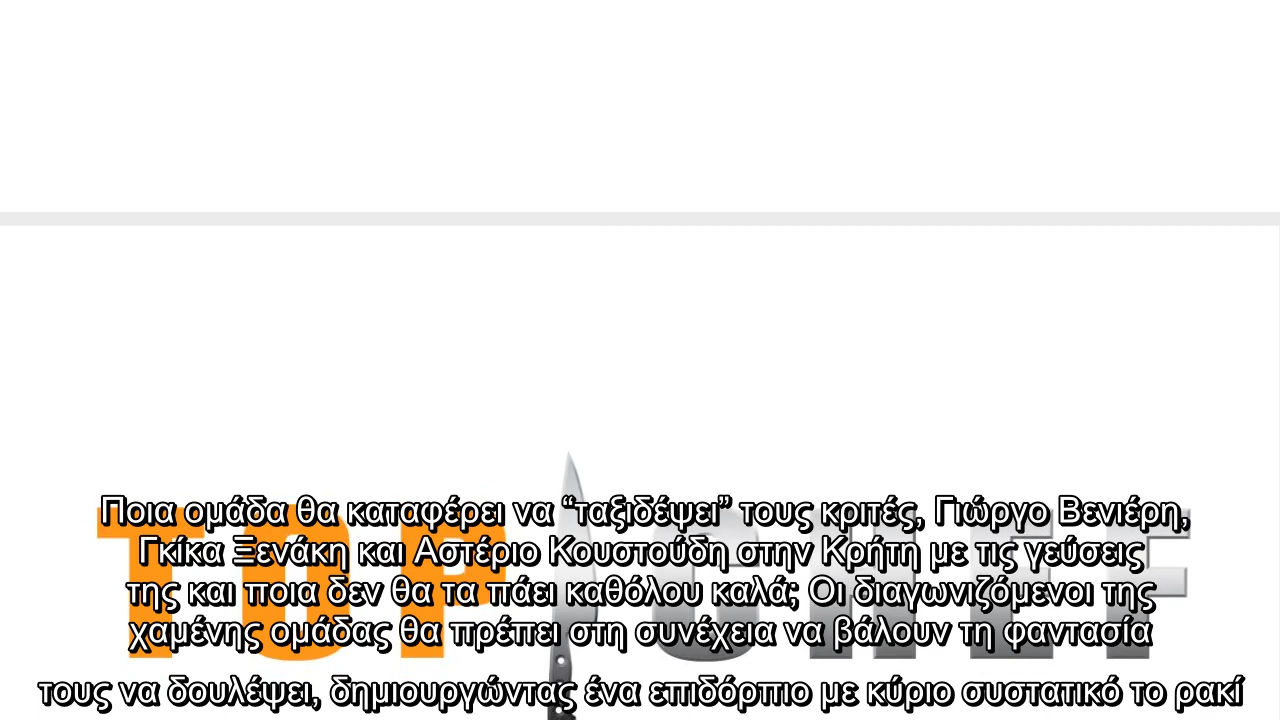 Ποια ομάδα θα καταφέρει να “ταξιδέψει” τους κριτές, Γιώργο Βενιέρη,
Γκίκα Ξενάκη και Αστέριο Κουστούδη στην Κρήτη με τις γεύσεις
της και ποια δεν θα τα πάει καθόλου καλά; Οι διαγωνιζόμενοι της
χαμένης ομάδας θα πρέπει στη συνέχεια να βάλουν τη φαντασία
τους να δουλέψει, δημιουργώντας ένα επιδόρπιο με κύριο συστατικό το ρακί
TOP CHEF